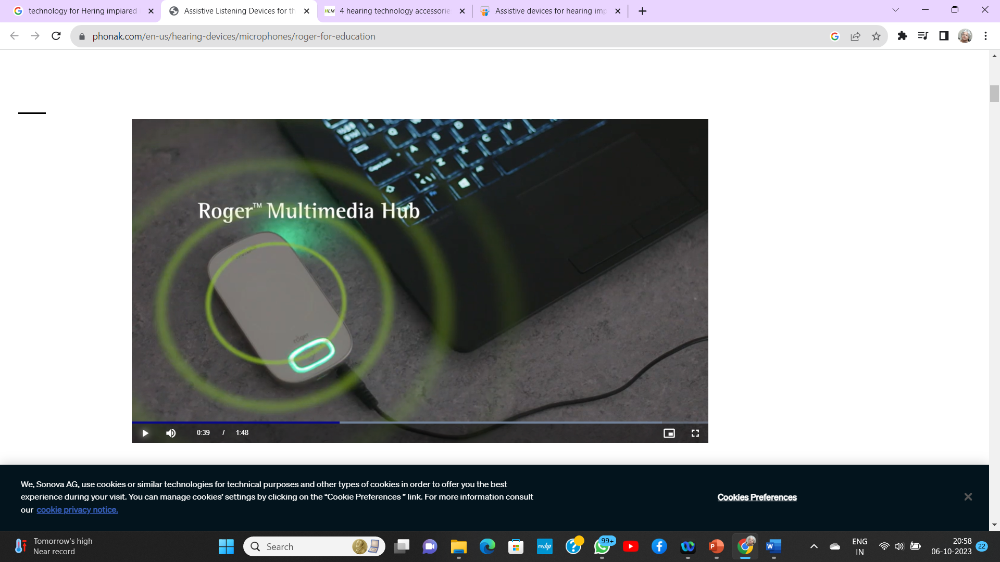 technology for Hering impiared
Assistive Listening Devices for th
HLM
4 hearing technology accessorie
Assistive devices for hearing imp
phonak.com/en-us/hearing-devices/microphones/roger-for-education
Roger™ Multimedia Hub
roger
0:39 / 1:48
We, Sonova AG, use cookies or similar technologies for technical purposes and other types of cookies in order to offer you the best
experience during your visit. You can manage cookies' settings by clicking on the “Cookie Preferences ” link. For more information consult
our cookie privacy notice.
Cookies Preferences
Tomorrow's high
Near record
Search
myhp
99+
ENG
IN
20:58
06-10-2023
22